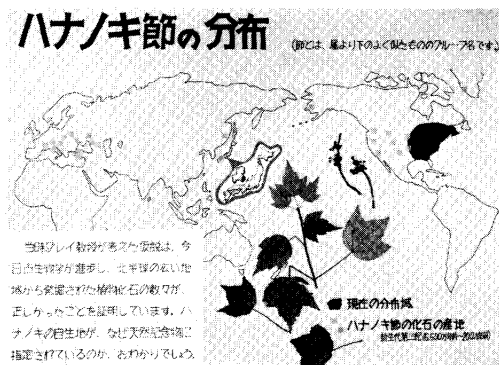 ハナノキ節の分布
(節とは、属より下のよく似たもののグループ名です。)
当時グレイ教授が考えた仮説は、今
日古生物学が進歩し、北半球の広い地
域から発掘された植物化石の数々が、
正しかったことを証明しています。ハ
ナノキの自生地が、なぜ天然記念物に
指定されているのか、おわかりでしょう。
現在の分布域
ハナノキ節の化石の産地